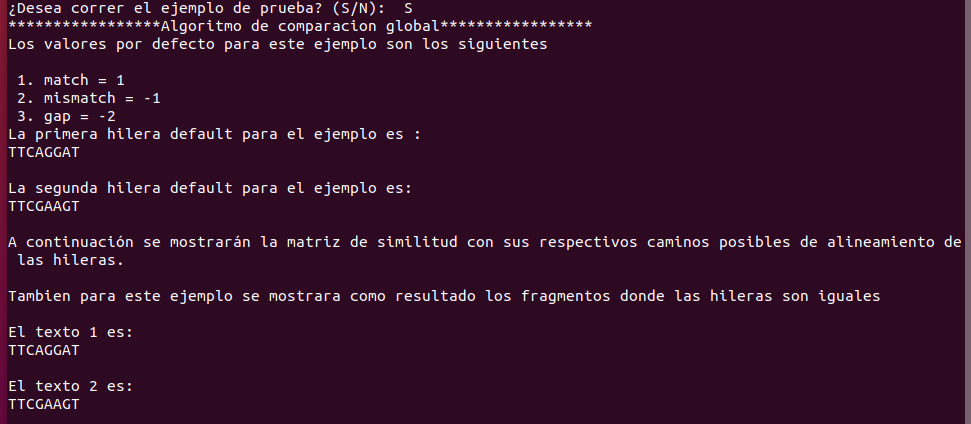 ¿Desea correr el ejemplo de prueba? (S/N):  S
*****************Algoritmo de comparacion global*****************
Los valores por defecto para este ejemplo son los siguientes
1. match = 1
2. mismatch = -1
3. gap = -2
La primera hilera default para el ejemplo es :
TTCAGGAT
La segunda hilera default para el ejemplo es:
TTCGAAGT
A continuación se mostrarán la matriz de similitud con sus respectivos caminos posibles de alineamiento de
las hileras.
Tambien para este ejemplo se mostrara como resultado los fragmentos donde las hileras son iguales
El texto 1 es:
TTCAGGAT
El texto 2 es:
TTCGAAGT